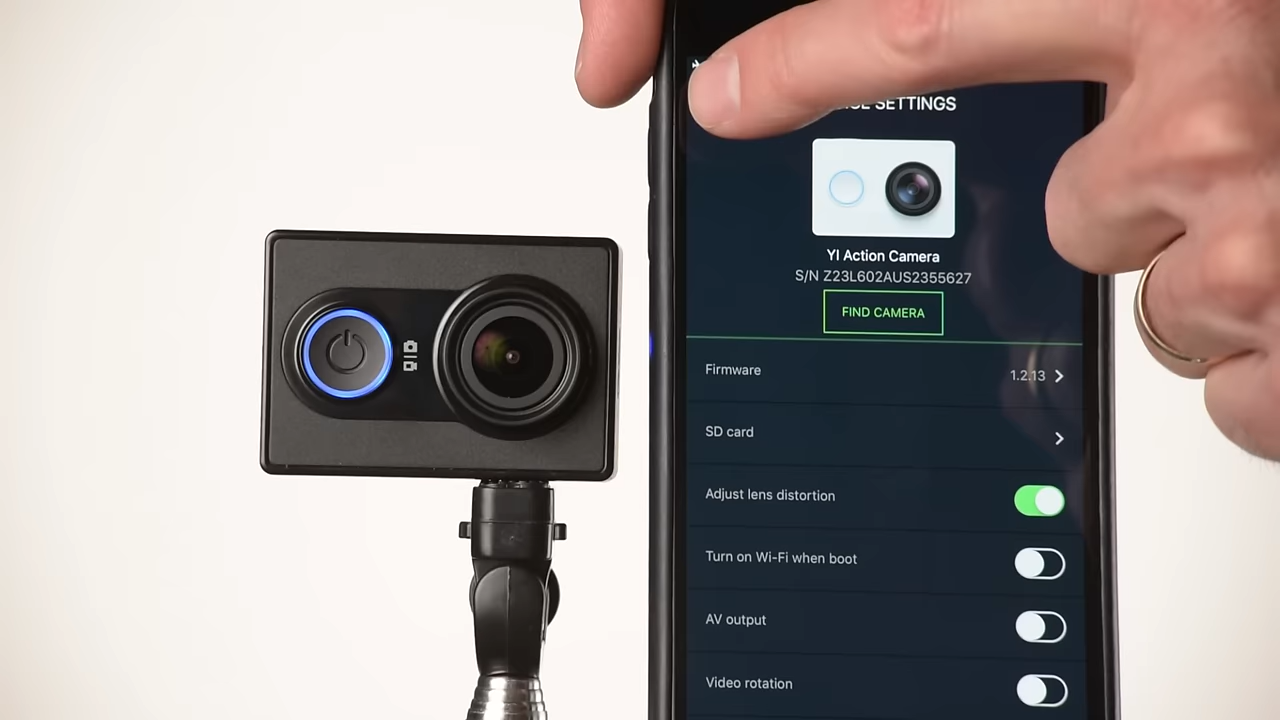 SETTINGS
YI Action Camera
S/N Z23L602AUS2355627
FIND CAMERA
Firmware
1.2.13
SD card
Adjust lens distortion
Turn on Wi-Fi when boot
AV output
Video rotation